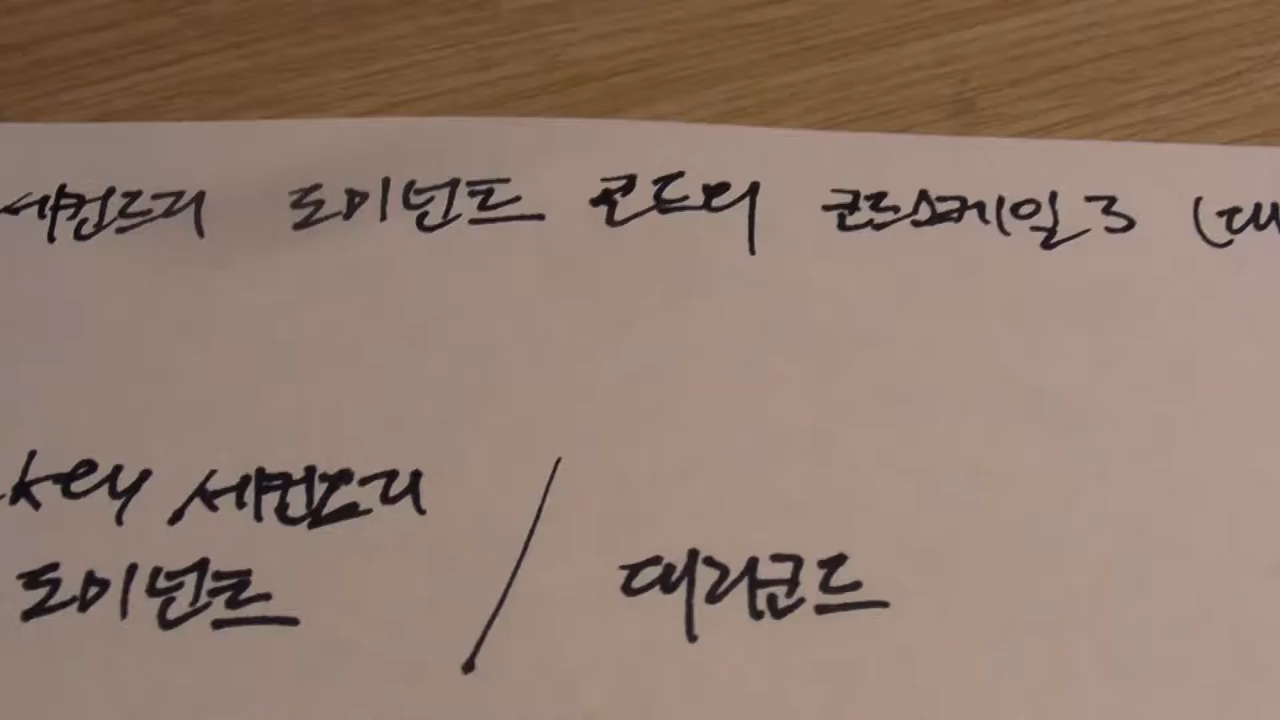 세컨드리 도미넌트 코드의 코드스케일 3 (대
key 세컨드리
도미넌트 / 대리코드